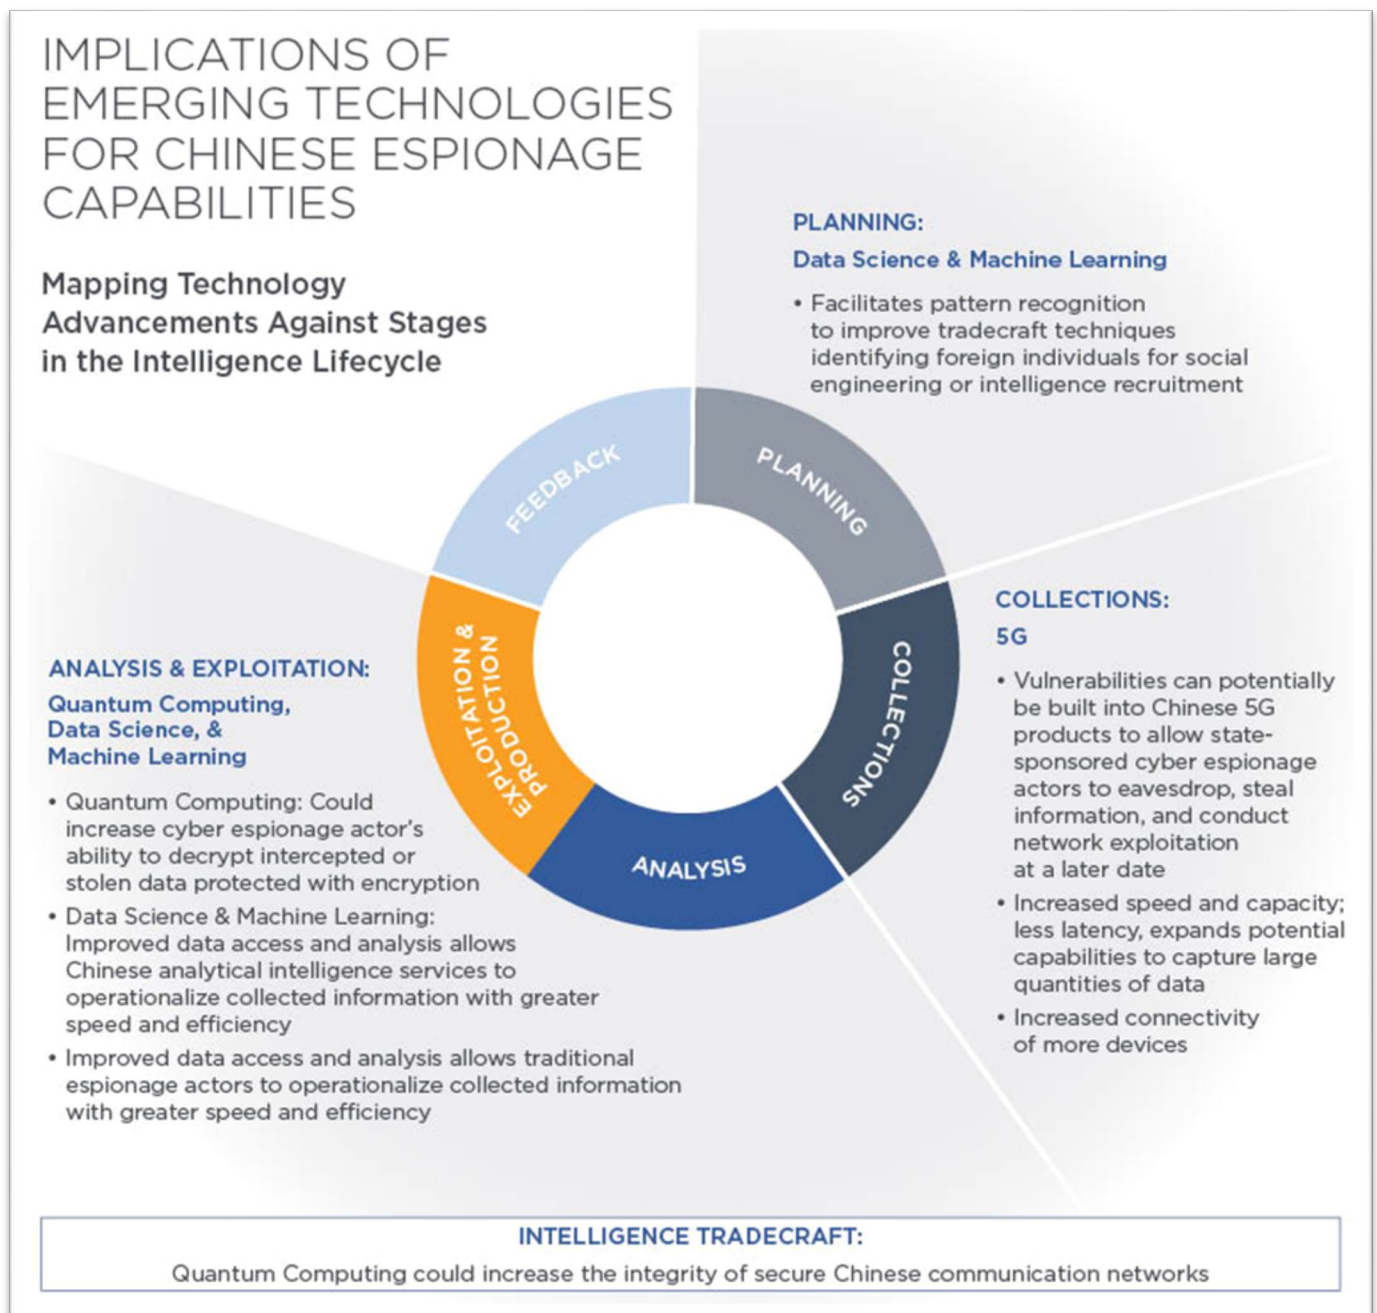 IMPLICATIONS OF
EMERGING TECHNOLOGIES
FOR CHINESE ESPIONAGE
CAPABILITIES
Mapping Technology
Advancements Against Stages
in the Intelligence Lifecycle
PLANNING:
Data Science & Machine Learning
• Facilitates pattern recognition
to improve tradecraft techniques
identifying foreign individuals for social
engineering or intelligence recruitment
FEEDBACK
PLANNING
COLLECTIONS
ANALYSIS
EXPLOITATION &
PRODUCTION
COLLECTIONS:
5G
• Vulnerabilities can potentially
be built into Chinese 5G
products to allow state-
sponsored cyber espionage
actors to eavesdrop, steal
information, and conduct
network exploitation
at a later date
• Increased speed and capacity;
less latency, expands potential
capabilities to capture large
quantities of data
• Increased connectivity
of more devices
ANALYSIS & EXPLOITATION:
Quantum Computing,
Data Science, &
Machine Learning
• Quantum Computing: Could
increase cyber espionage actor's
ability to decrypt intercepted or
stolen data protected with encryption
• Data Science & Machine Learning:
Improved data access and analysis allows
Chinese analytical intelligence services to
operationalize collected information with greater
speed and efficiency
• Improved data access and analysis allows traditional
espionage actors to operationalize collected information
with greater speed and efficiency
INTELLIGENCE TRADECRAFT:
Quantum Computing could increase the integrity of secure Chinese communication networks